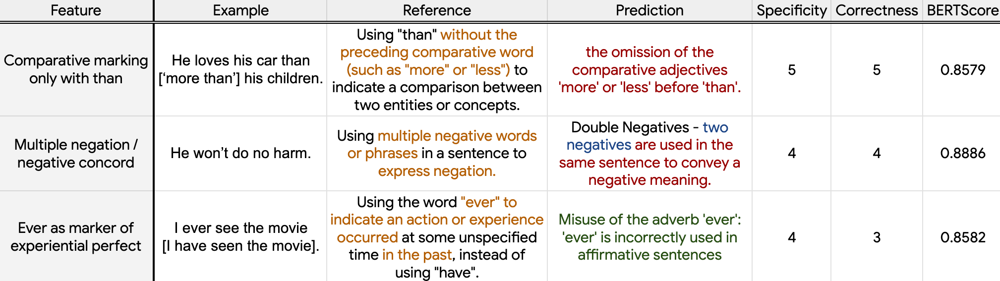 Feature Example Reference Prediction Specificity Correctness BERTScore
Comparative marking
only with than
He loves his car than
[‘more than’] his children.
Using "than" without the
preceding comparative word
(such as "more" or "less") to
indicate a comparison between
two entities or concepts.
the omission of the
comparative adjectives
'more' or 'less' before 'than'.
5
5
0.8579
Multiple negation /
negative concord
He won’t do no harm.
Using multiple negative words
or phrases in a sentence to
express negation.
Double Negatives - two
negatives are used in the
same sentence to convey a
negative meaning.
4
4
0.8886
Ever as marker of
experiential perfect
I ever see the movie
[I have seen the movie].
Using the word "ever" to
indicate an action or experience
occurred at some unspecified
time in the past, instead of
using "have".
Misuse of the adverb 'ever':
'ever' is incorrectly used in
affirmative sentences
4
3
0.8582